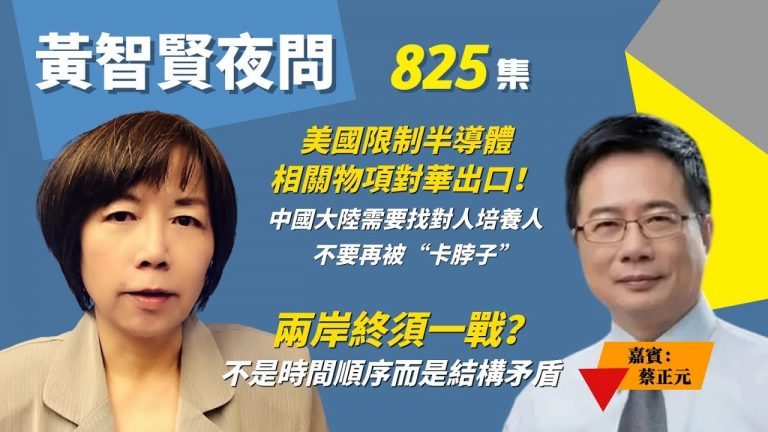 黃智賢夜問
825集
美國限制半導體
相關物項對華出口！
中國大陸需要找對人培養人
不要再被“卡脖子”
兩岸終須一戰？
不是時間順序而是結構矛盾
嘉賓：
蔡正元